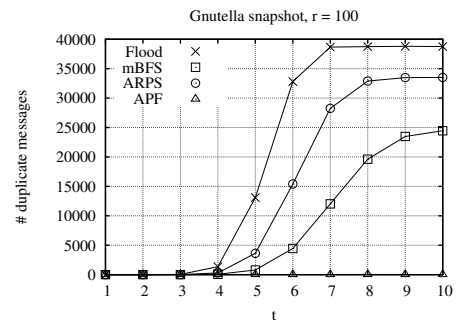 Gnutella snapshot, r = 100
# duplicate messages
40000
35000
30000
25000
20000
15000
10000
5000
0
Flood
mBFS
ARPS
APF
1 2 3 4 5 6 7 8 9 10
t